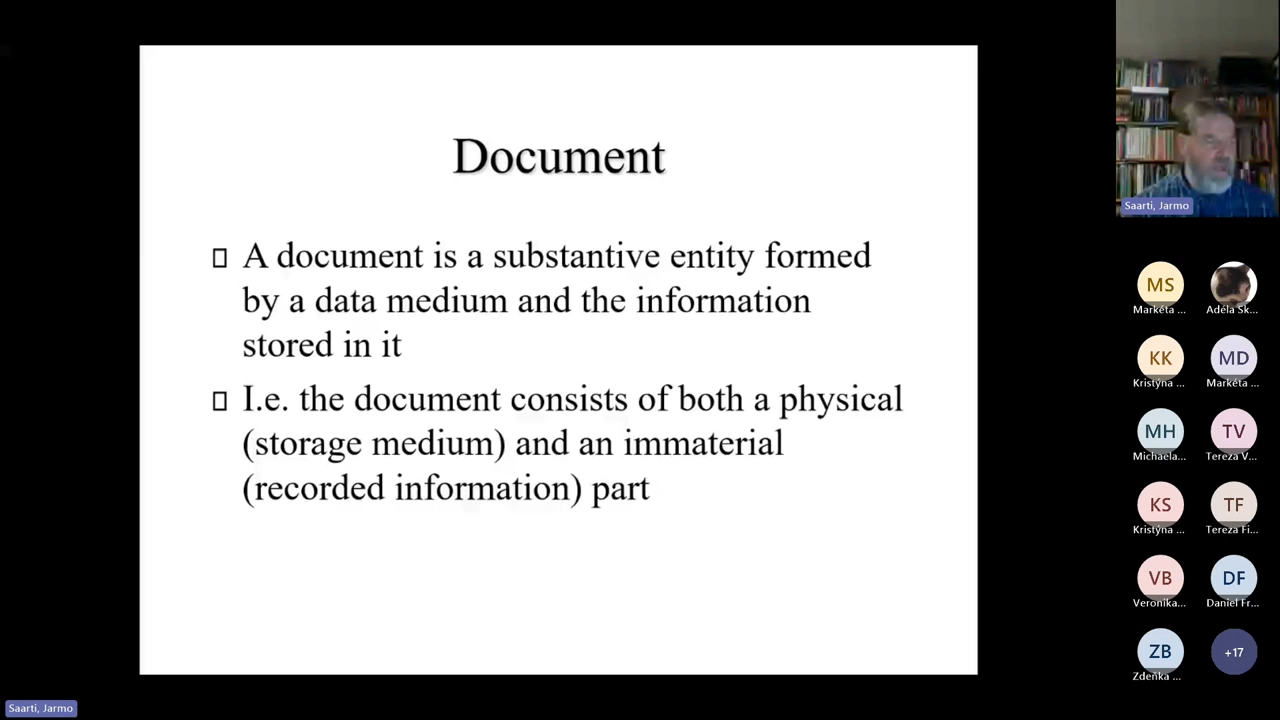 Document
A document is a substantive entity formed
by a data medium and the information
stored in it
I.e. the document consists of both a physical
(storage medium) and an immaterial
(recorded information) part
Saarti, Jarmo
MS
Markéta ...
Adéla Sk...
KK
Kristýna ...
MD
Markéta ...
MH
Michaela...
TV
Tereza V...
KS
Kristýna ...
TF
Tereza Fi...
VB
Veronika...
DF
Daniel Fr...
ZB
Zdeňka ...
+17
Saarti, Jarmo